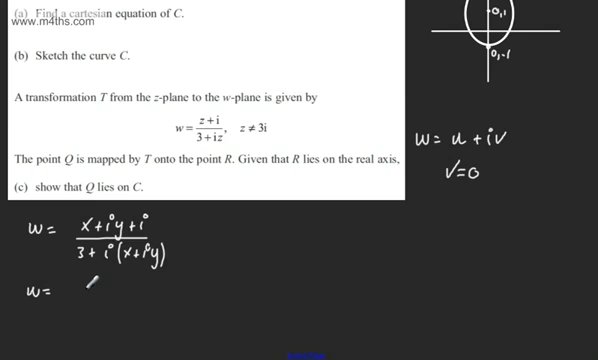 (a) Find a cartesian equation of C.
www.m4ths.com
(b) Sketch the curve C.
A transformation T from the z-plane to the w-plane is given by
w = z + i / 3 + iz, z ≠ 3i
The point Q is mapped by T onto the point R. Given that R lies on the real axis,
(c) show that Q lies on C.
0,1
0,-1
w = u + iv
v = 0
w = x + iy + i / 3 + i(x + iy)
w =